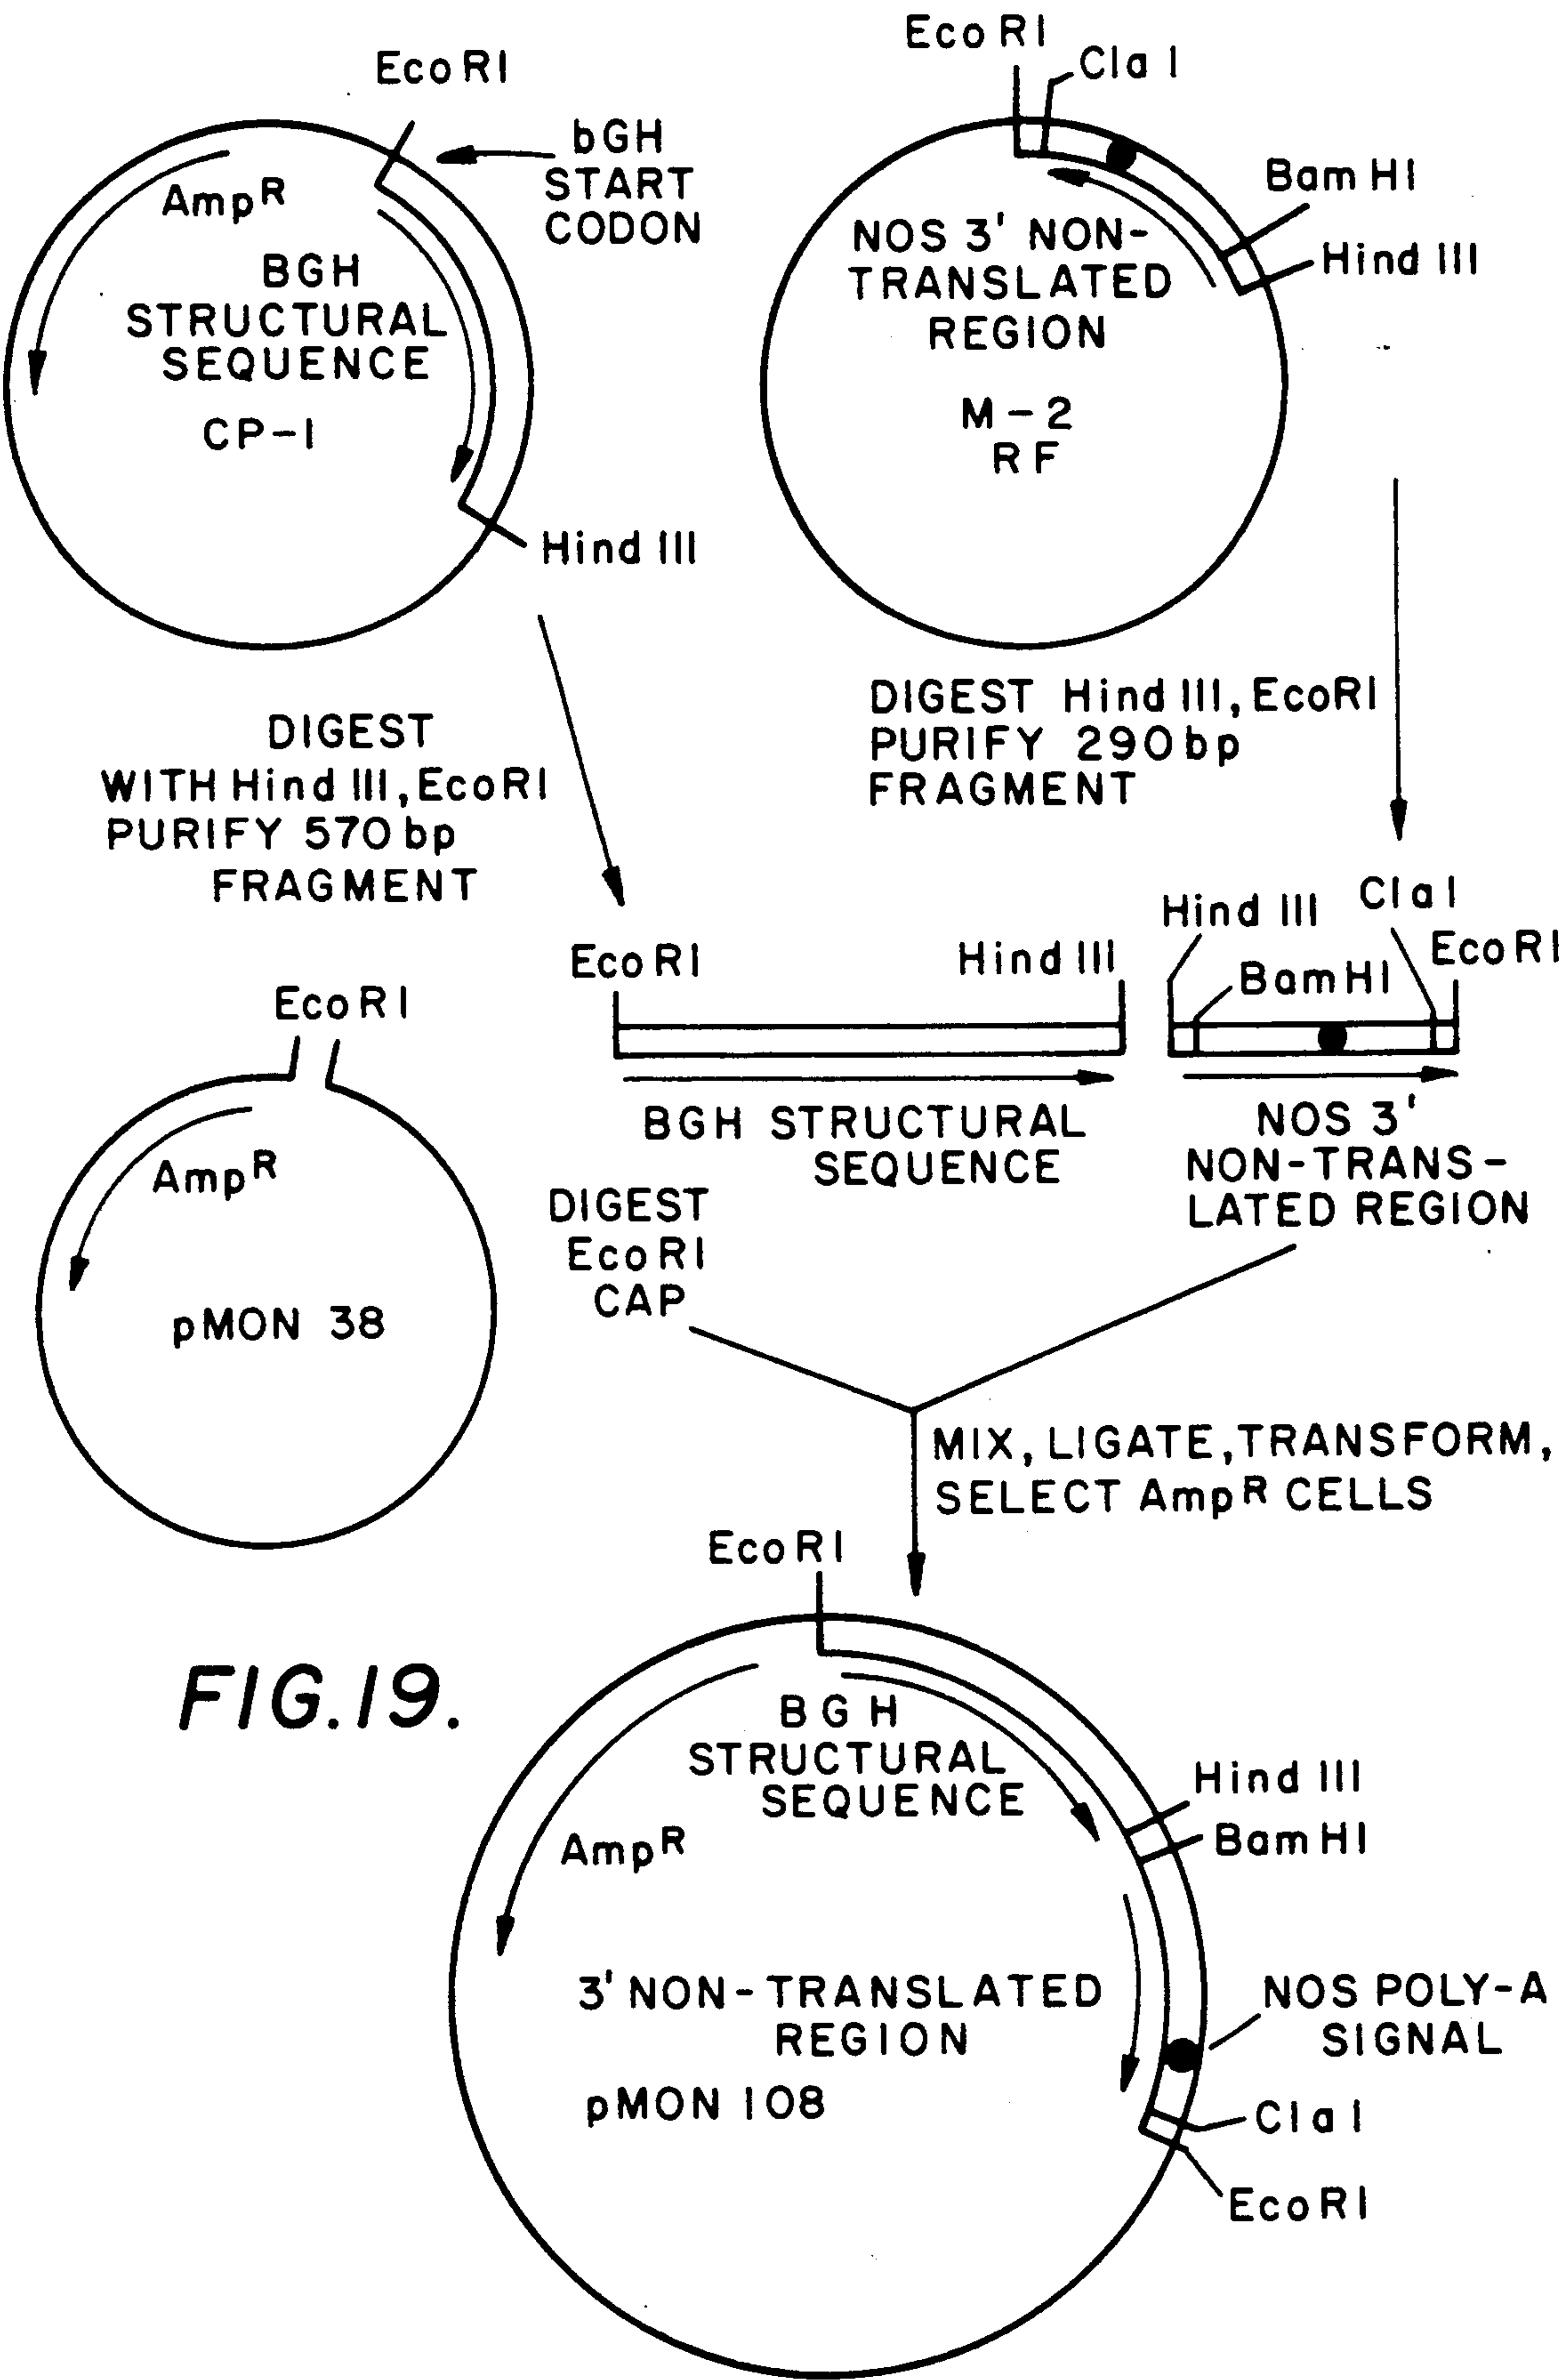 EcoRI
bGH
START
CODON
AmpR
BGH
STRUCTURAL
SEQUENCE
CP-1
Hind III
EcoRI
Cla I
Bam HI
Hind III
NOS 3' NON-
TRANSLATED
REGION
M-2
RF
DIGEST
WITH Hind III, EcoRI
PURIFY 570 bp
FRAGMENT
DIGEST Hind III, EcoRI
PURIFY 290 bp
FRAGMENT
EcoRI
Hind III
BGH STRUCTURAL
SEQUENCE
Hind III
Cla I
BamHI
EcoRI
NOS 3'
NON-TRANS-
LATED REGION
EcoRI
AmpR
pMON 38
DIGEST
EcoRI
CAP
MIX, LIGATE, TRANSFORM,
SELECT AmpR CELLS
FIG.19.
EcoRI
BGH
STRUCTURAL
SEQUENCE
AmpR
Hind III
BamHI
3' NON-TRANSLATED
REGION
NOS POLY-A
SIGNAL
pMON 108
Cla I
EcoRI